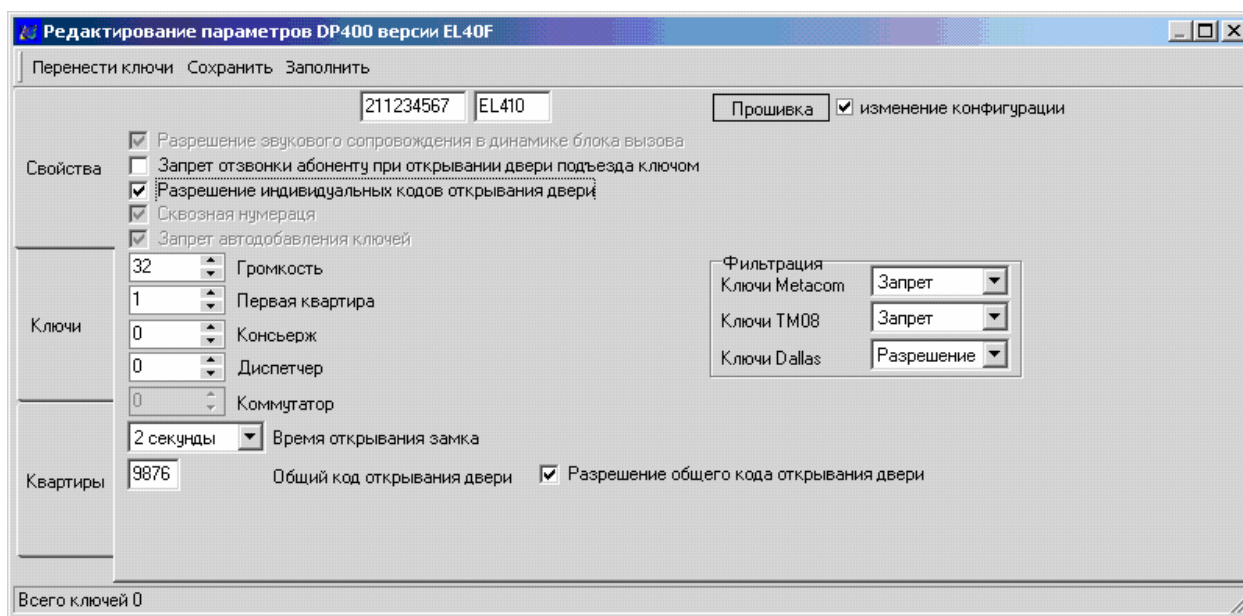 Редактирование параметров DP400 версии EL40F
Перенести ключи Сохранить Заполнить
211234567 EL410 Прошивка изменение конфигурации
Разрешение звукового сопровождения в динамике блока вызова
Свойства Запрет отзвонки абоненту при открывании двери подъезда ключом
Разрешение индивидуальных кодов открывания двери
Сквозная нумераця
Запрет автодобавления ключей
32 Громкость Фильтрация
Ключи Metacom Запрет
1 Первая квартира
Ключи 0 Консьерж Ключи TM08 Запрет
0 Диспетчер Ключи Dallas Разрешение
0 Коммутатор
2 секунды Время открывания замка
Квартиры 9876 Общий код открывания двери Разрешение общего кода открывания двери
Всего ключей 0